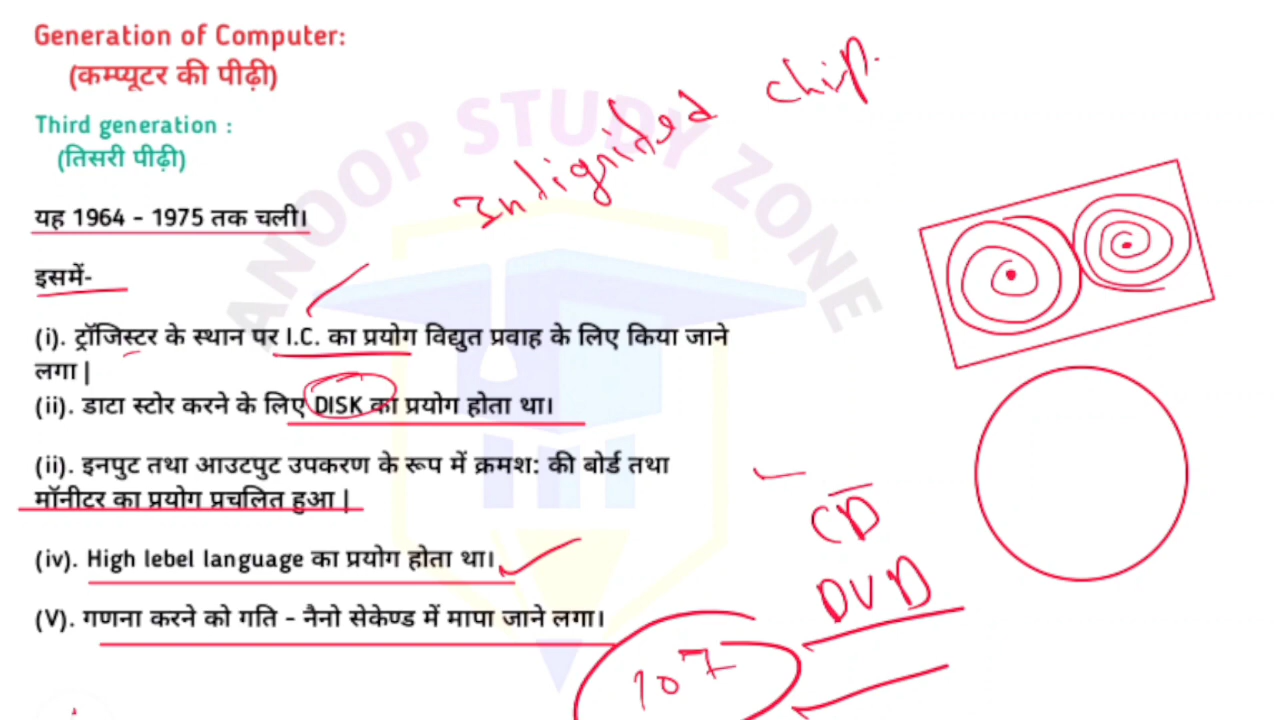 Generation of Computer:
(कम्प्यूटर की पीढ़ी)
Third generation :
(तिसरी पीढ़ी)
यह 1964 - 1975 तक चली।
इसमें-
(i). ट्रॉजिस्टर के स्थान पर I.C. का प्रयोग विद्युत प्रवाह के लिए किया जाने
लगा|
(ii). डाटा स्टोर करने के लिए DISK का प्रयोग होता था।
(ii). इनपुट तथा आउटपुट उपकरण के रूप में क्रमश: की बोर्ड तथा
मॉनीटर का प्रयोग प्रचलित हुआ |
(iv). High lebel language का प्रयोग होता था।
(V). गणना करने को गति - नैनो सेकेण्ड में मापा जाने लगा।
chip.
CD
DVD
107
ANOOP STUDY ZONE